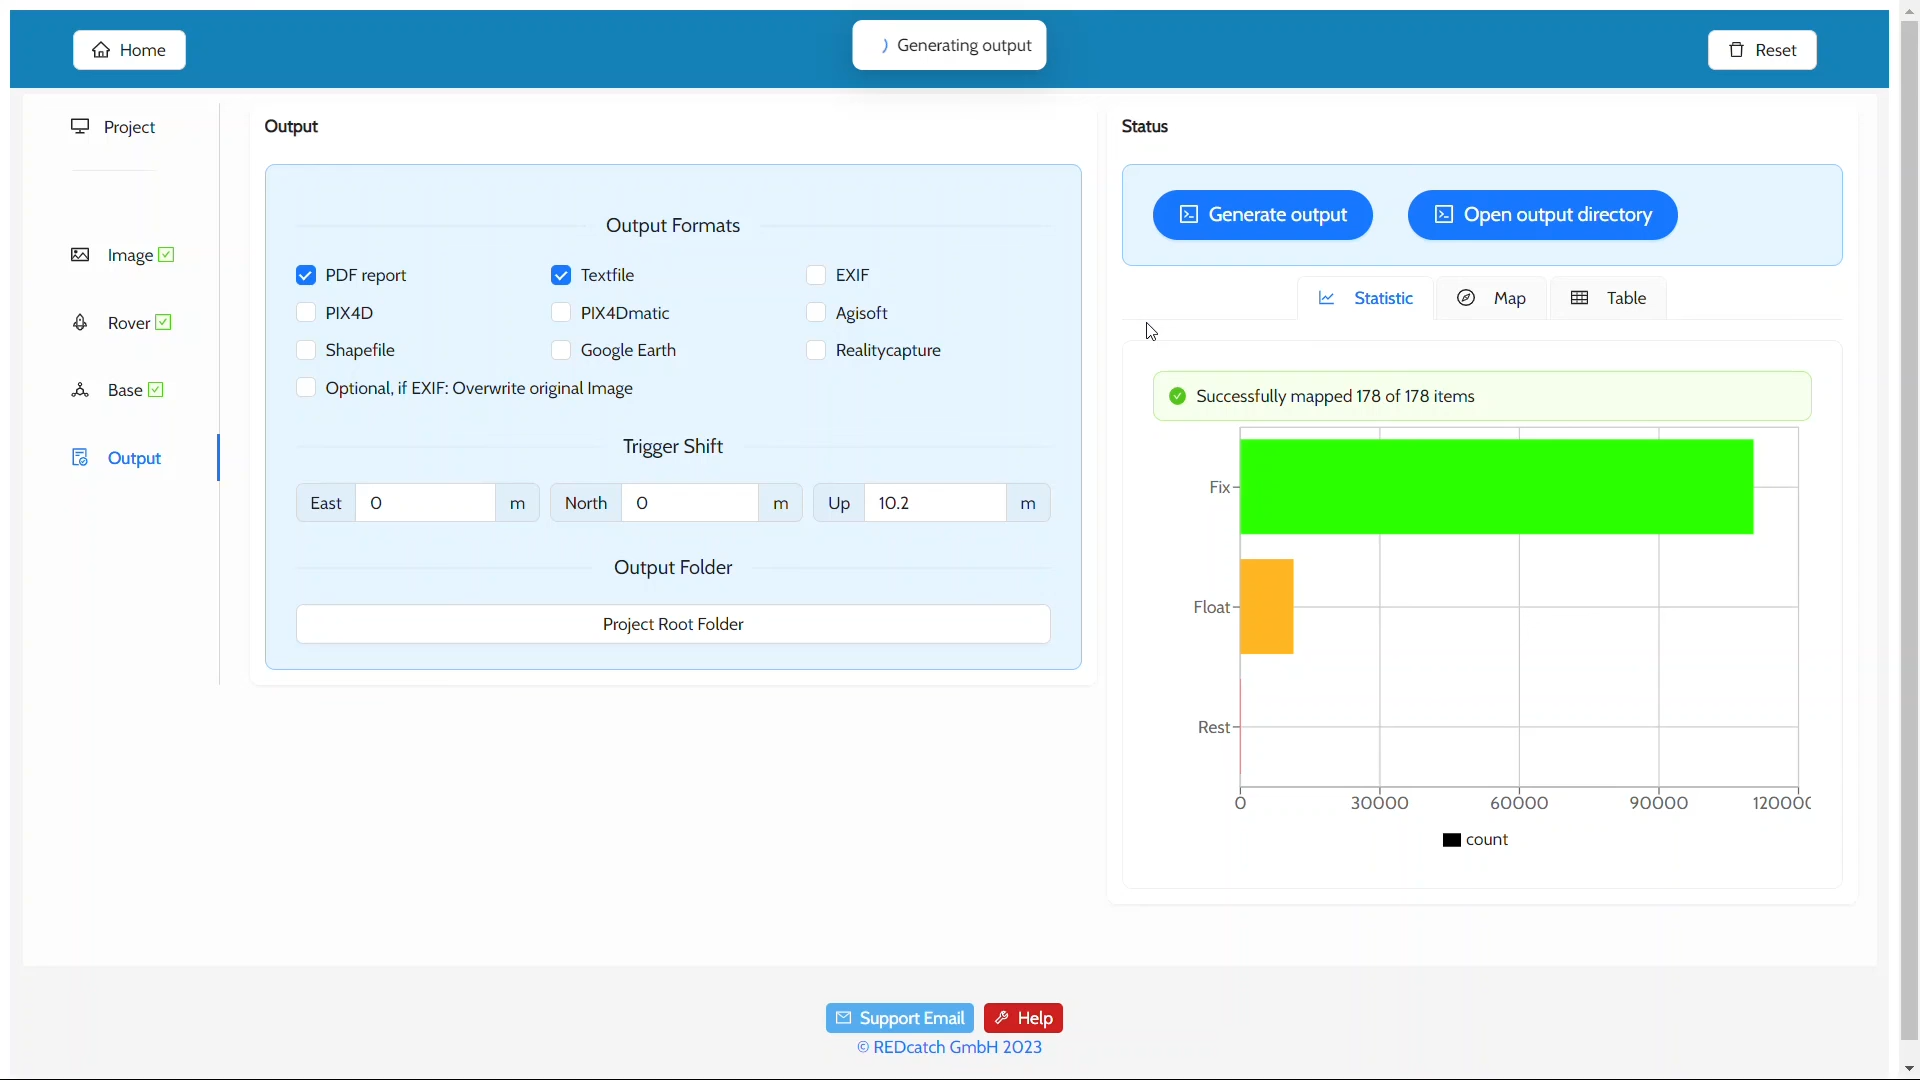 Home
Generating output
Reset
Project
Image
Rover
Base
Output
Output
Output Formats
PDF report
Textfile
EXIF
PIX4D
PIX4Dmatic
Agisoft
Shapefile
Google Earth
Realitycapture
Optional, if EXIF: Overwrite original Image
Trigger Shift
East 0 m
North 0 m
Up 10.2 m
Output Folder
Project Root Folder
Status
Generate output
Open output directory
Statistic
Map
Table
Successfully mapped 178 of 178 items
Fix
Float
Rest
0 30000 60000 90000 120000
count
Support Email
Help
© REDcatch GmbH 2023